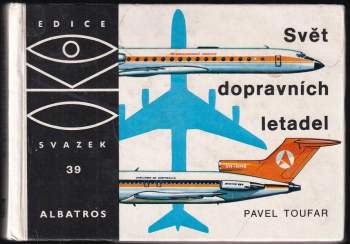 EDICE
SVAZEK
39
ALBATROS
Svět
dopravních
letadel
PAVEL TOUFAR